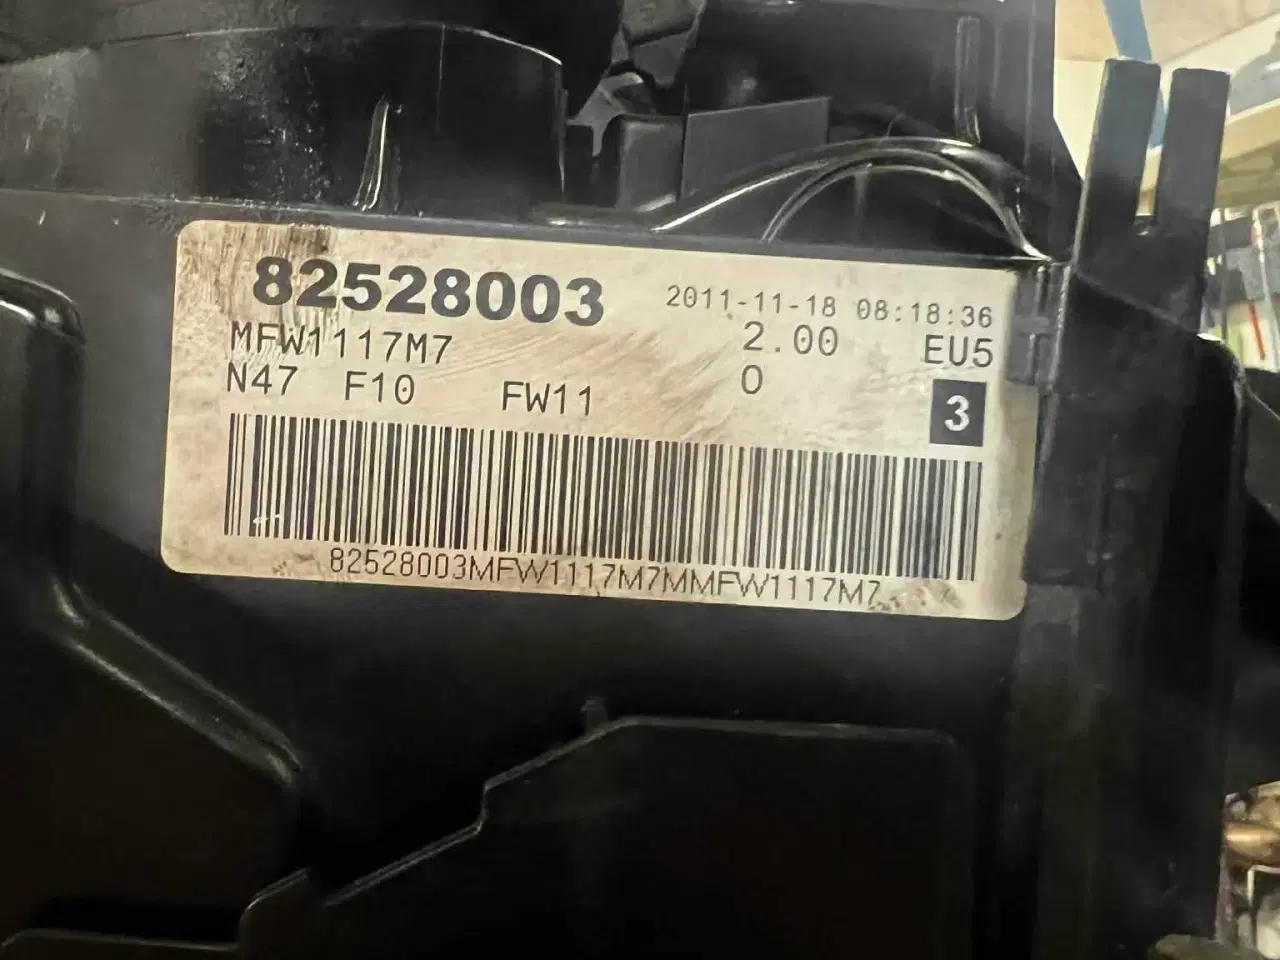 82528003 2011-11-18 08:18:36
MFW1117M7 2.00 EU5
N47 F10 FW11 0 3
82528003MFW1117M7MMFW1117M7